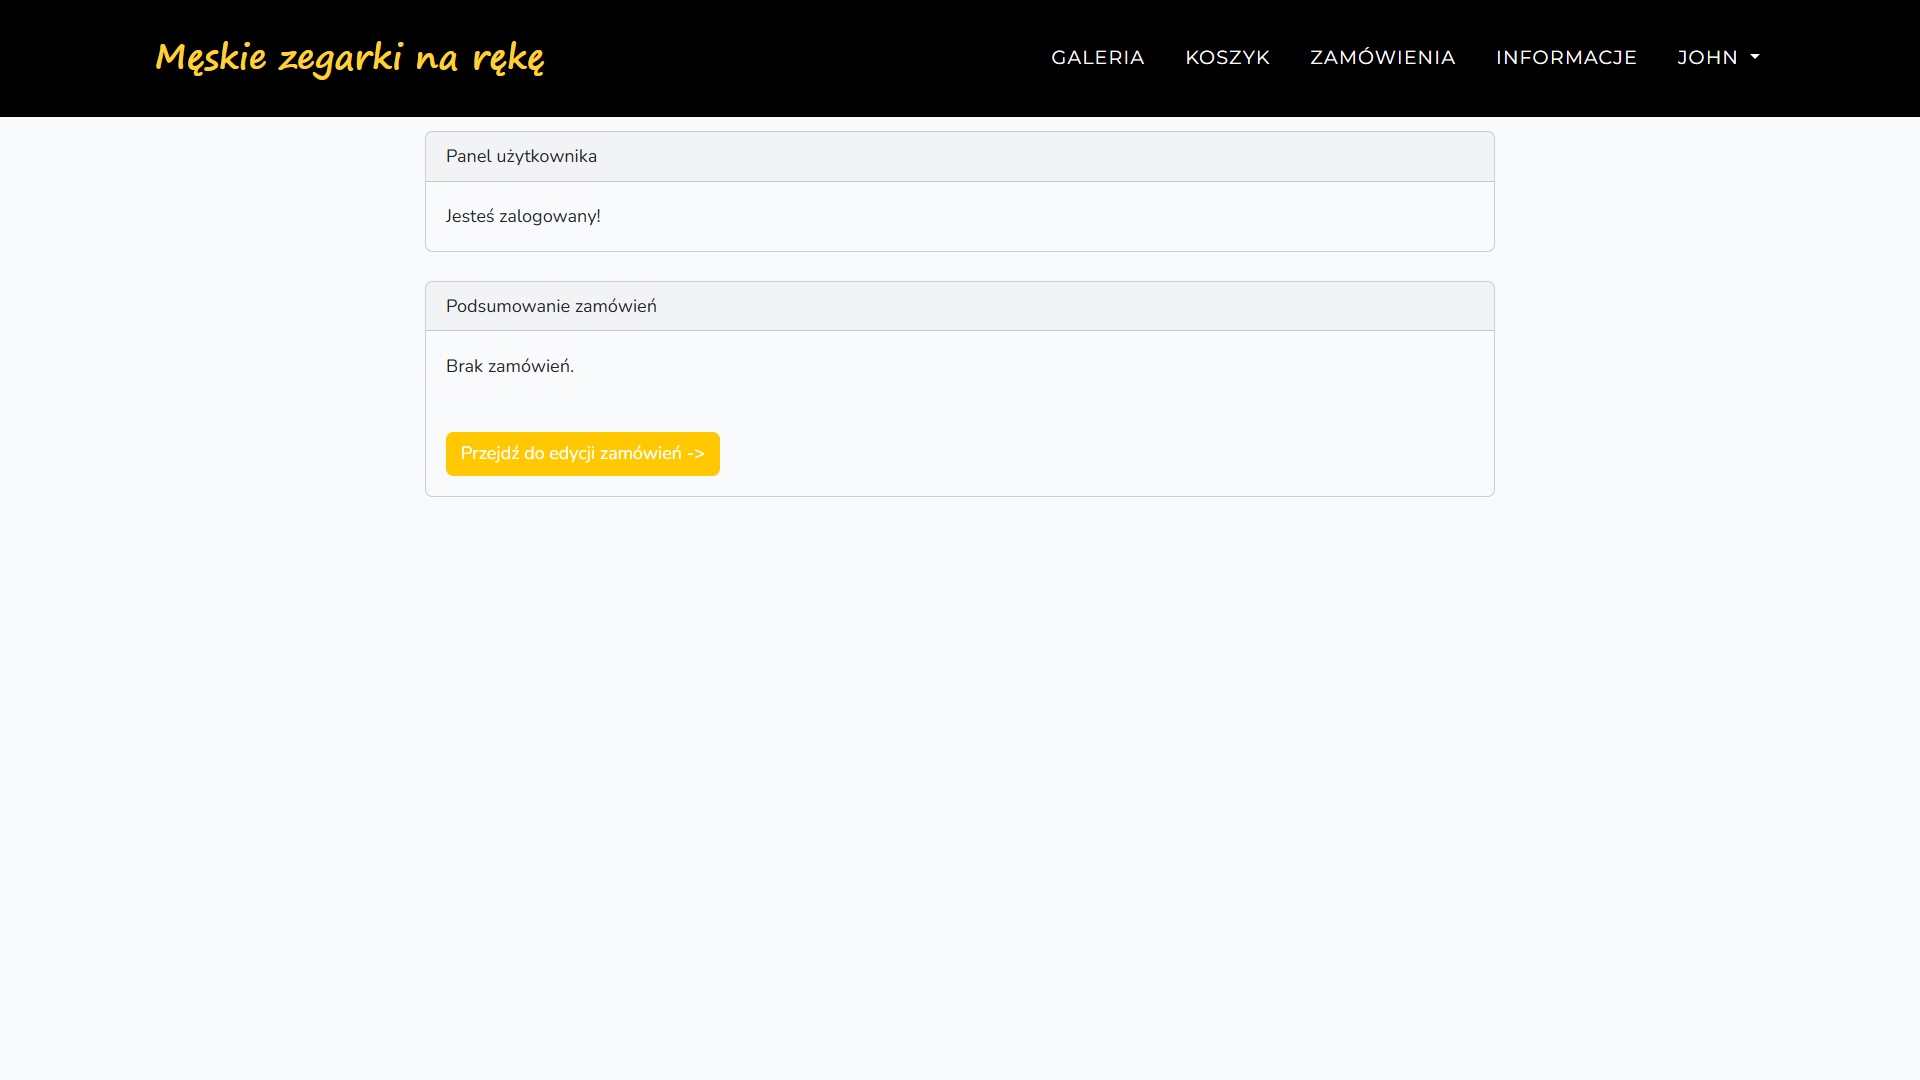 Męskie zegarki na rękę
GALERIA KOSZYK ZAMÓWIENIA INFORMACJE JOHN
Panel użytkownika
Jesteś zalogowany!
Podsumowanie zamówień
Brak zamówień.
Przejdź do edycji zamówień ->